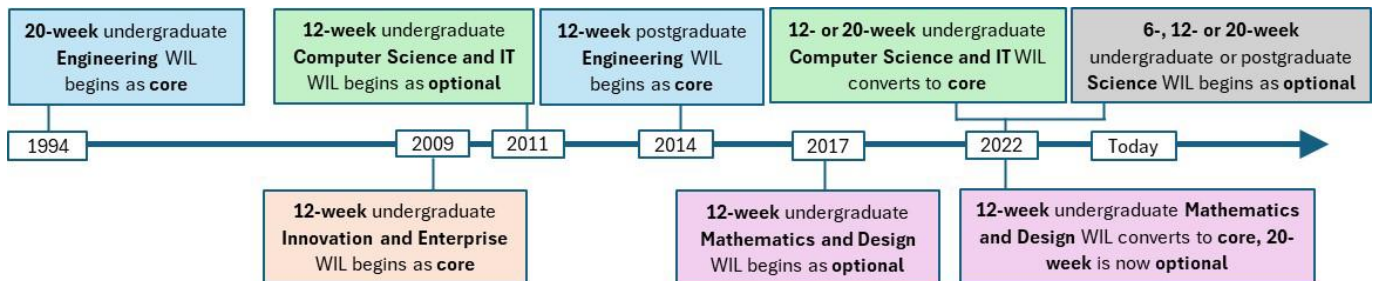 20-week undergraduate
Engineering WIL
begins as core
12-week undergraduate
Computer Science and IT
WIL begins as optional
12-week postgraduate
Engineering WIL
begins as core
12- or 20-week undergraduate
Computer Science and IT WIL
converts to core
6-, 12- or 20-week
undergraduate or postgraduate
Science WIL begins as optional
1994
2009
2011
2014
2017
2022
Today
12-week undergraduate
Innovation and Enterprise
WIL begins as core
12-week undergraduate
Mathematics and Design
WIL begins as optional
12-week undergraduate Mathematics
and Design WIL converts to core, 20-
week is now optional